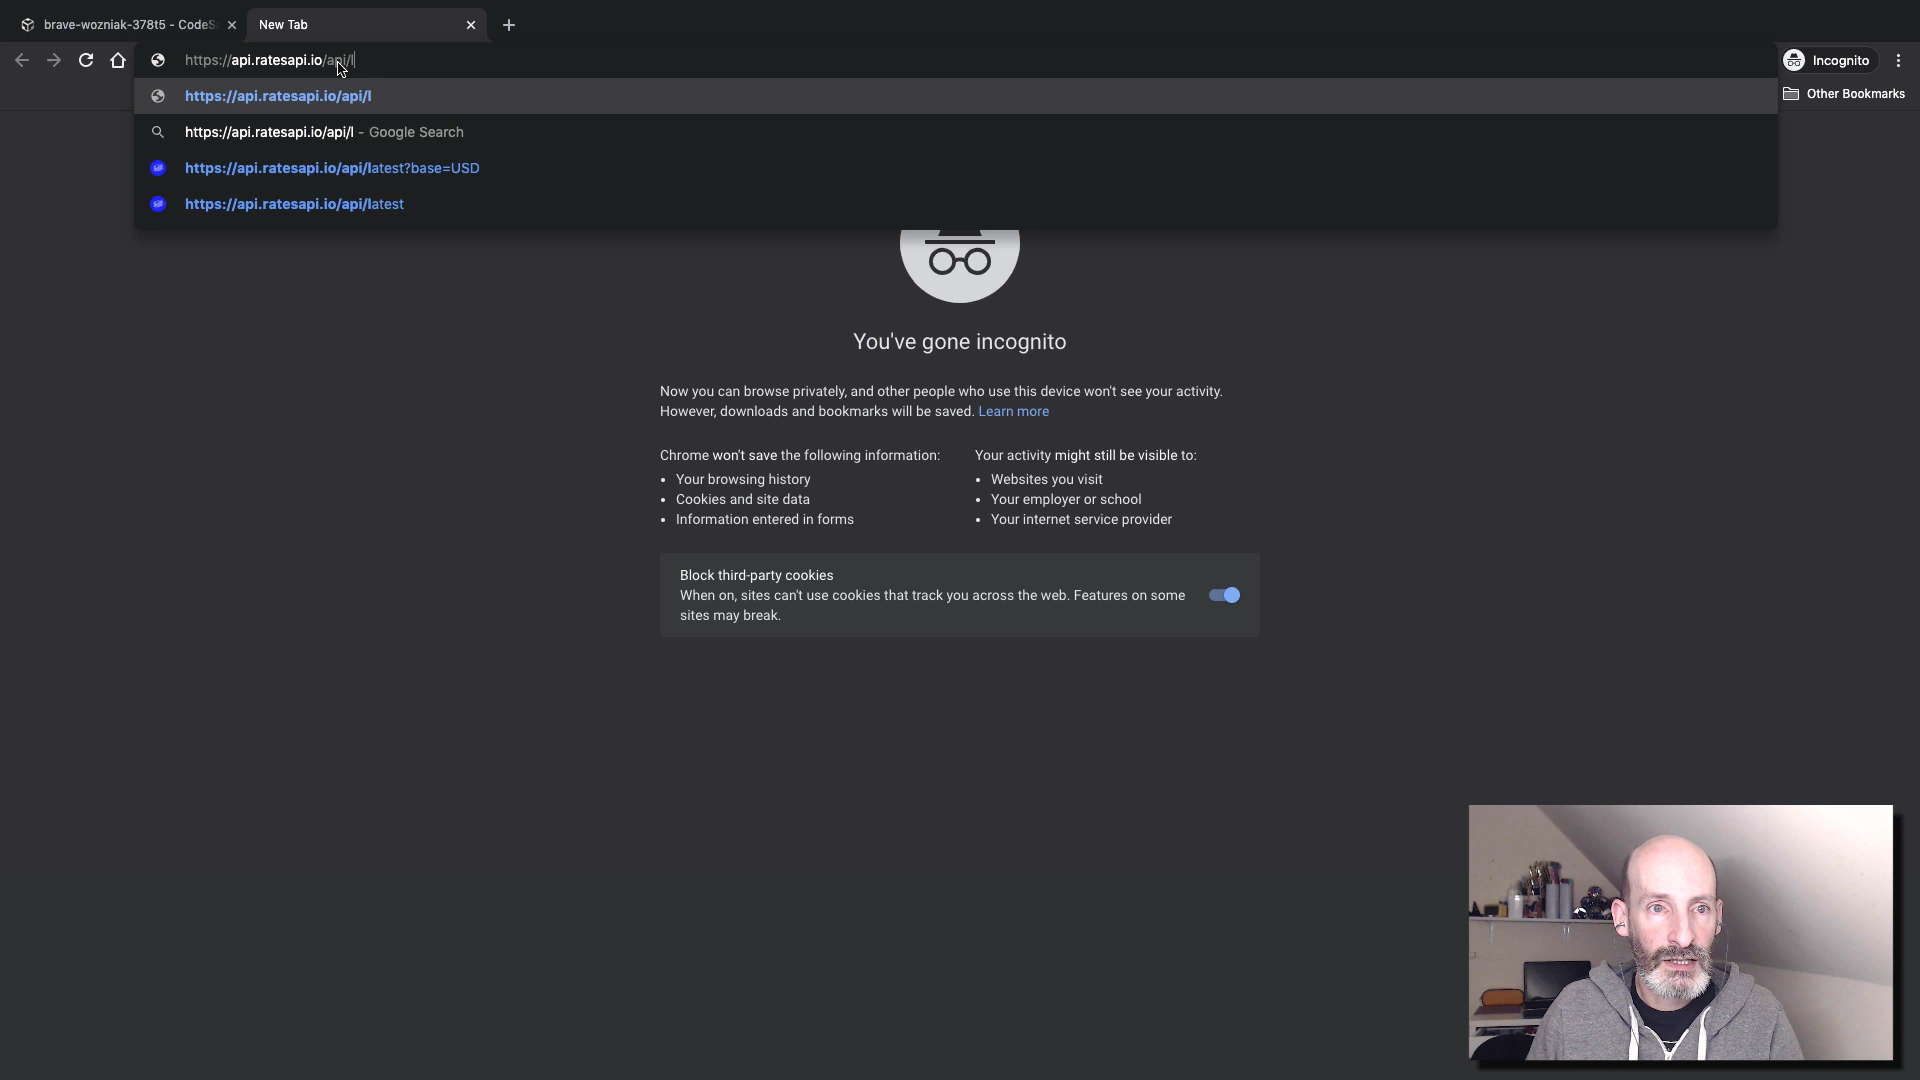 brave-wozniak-378t5 - CodeS
New Tab
https://api.ratesapi.io/api/l
Incognito
https://api.ratesapi.io/api/l
Other Bookmarks
https://api.ratesapi.io/api/l - Google Search
https://api.ratesapi.io/api/latest?base=USD
https://api.ratesapi.io/api/latest
You've gone incognito
Now you can browse privately, and other people who use this device won't see your activity.
However, downloads and bookmarks will be saved. Learn more
Chrome won't save the following information:
Your browsing history
Cookies and site data
Information entered in forms
Your activity might still be visible to:
Websites you visit
Your employer or school
Your internet service provider
Block third-party cookies
When on, sites can't use cookies that track you across the web. Features on some
sites may break.